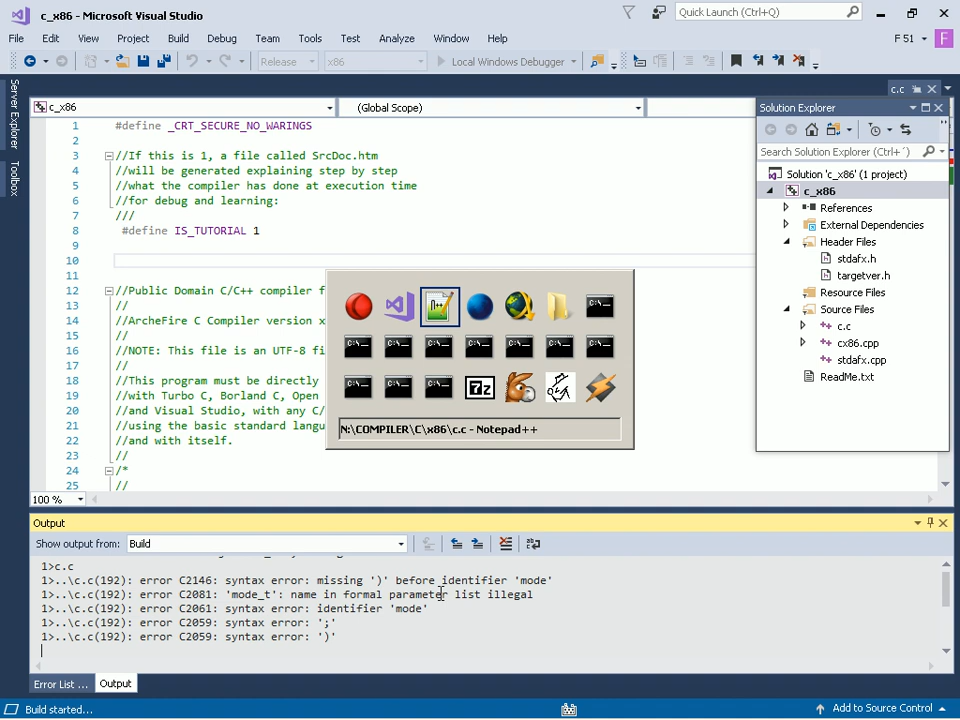 c_x86 - Microsoft Visual Studio
Quick Launch (Ctrl+Q)
File Edit View Project Build Debug Team Tools Test Analyze Window Help
F 51 F
Release x86 Local Windows Debugger
Server Explorer
Toolbox
c.c
c_x86 (Global Scope)
1 #define _CRT_SECURE_NO_WARINGS
2
3 //If this is 1, a file called SrcDoc.htm
4 //will be generated explaining step by step
5 //what the compiler has done at execution time
6 //for debug and learning:
7 ///
8 #define IS_TUTORIAL 1
9
10
11
12 //Public Domain C/C++ compiler f
13 //
14 //ArcheFire C Compiler version x
15 //
16 //NOTE: This file is an UTF-8 fi
17 //
18 //This program must be directly
19 //with Turbo C, Borland C, Open
20 //and Visual Studio, with any C/
21 //using the basic standard langu
22 //and with itself.
23 //
24 /*
25 //
100 %
Solution Explorer
Search Solution Explorer (Ctrl+´)
Solution 'c_x86' (1 project)
c_x86
References
External Dependencies
Header Files
stdafx.h
targetver.h
Resource Files
Source Files
c.c
cx86.cpp
stdafx.cpp
ReadMe.txt
C:\
C:\ C:\ C:\ C:\ C:\ C:\ C:\
C:\ C:\ C:\ 7z
N:\COMPILER\C\x86\c.c - Notepad++
Output
Show output from: Build
1>c.c
1>..\c.c(192): error C2146: syntax error: missing ')' before identifier 'mode'
1>..\c.c(192): error C2081: 'mode_t': name in formal parameter list illegal
1>..\c.c(192): error C2061: syntax error: identifier 'mode'
1>..\c.c(192): error C2059: syntax error: ';'
1>..\c.c(192): error C2059: syntax error: ')'
Error List ... Output
Build started...
Add to Source Control